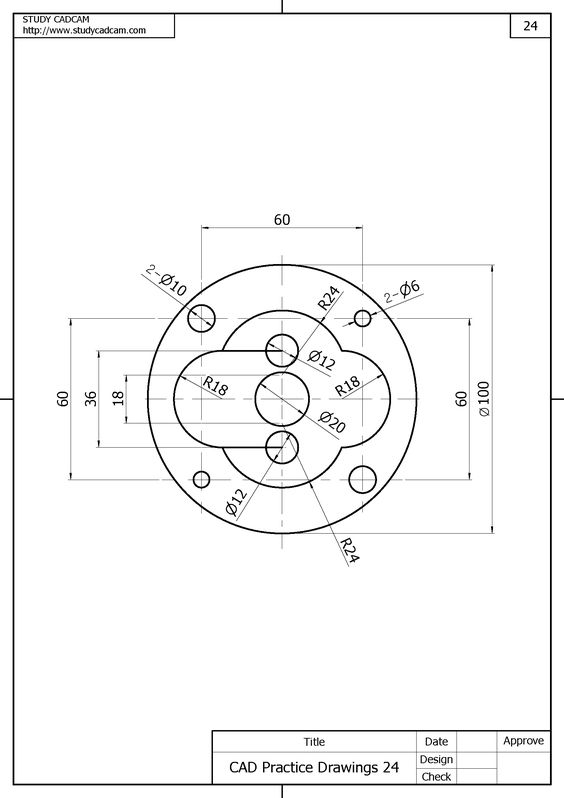 STUDY CADCAM
http://www.studycadcam.com
24
60
2-Ø10
R24
2-Ø6
Ø12
R18
R18
60
36
18
Ø20
60
Ø100
Ø12
R24
Title
Date
Approve
CAD Practice Drawings 24
Design
Check